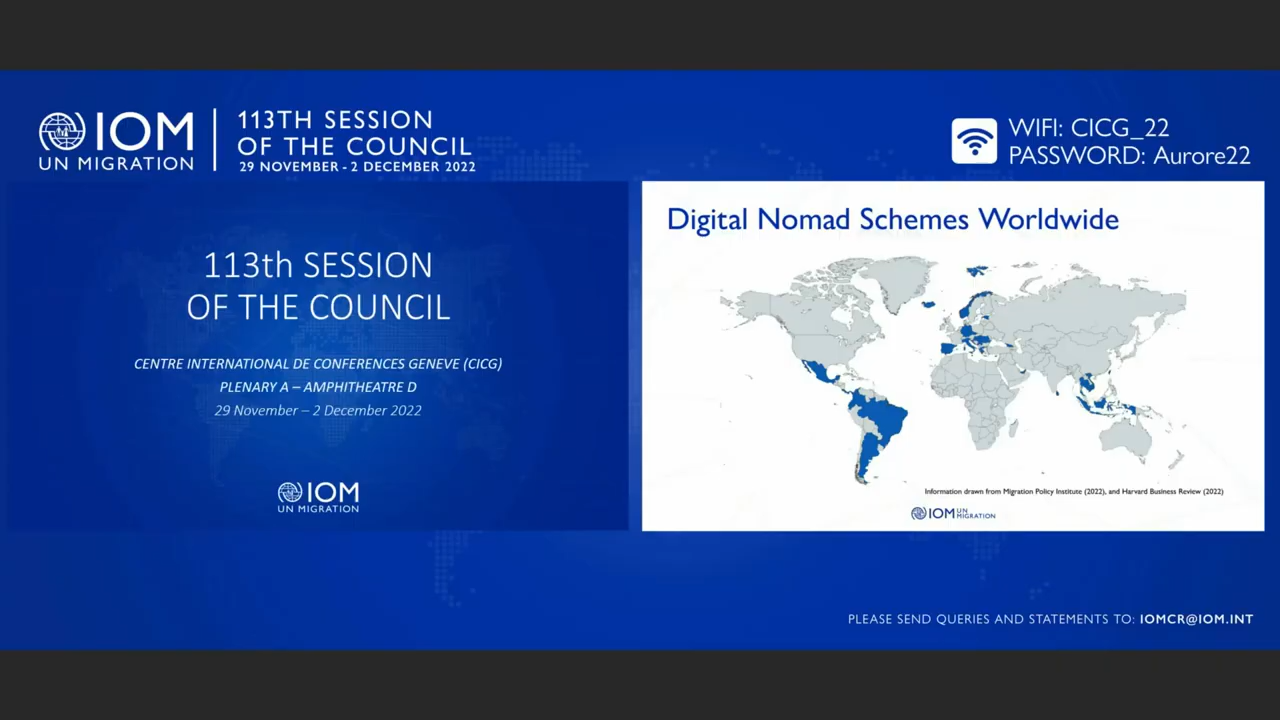 IOM
UN MIGRATION
113TH SESSION
OF THE COUNCIL
29 NOVEMBER - 2 DECEMBER 2022
WIFI: CICG_22
PASSWORD: Aurore22
113th SESSION
OF THE COUNCIL
CENTRE INTERNATIONAL DE CONFERENCES GENEVE (CICG)
PLENARY A – AMPHITHEATRE D
29 November – 2 December 2022
IOM
UN MIGRATION
Digital Nomad Schemes Worldwide
Information drawn from Migration Policy Institute (2022), and Harvard Business Review (2022)
IOM UN
MIGRATION
PLEASE SEND QUERIES AND STATEMENTS TO: IOMCR@IOM.INT